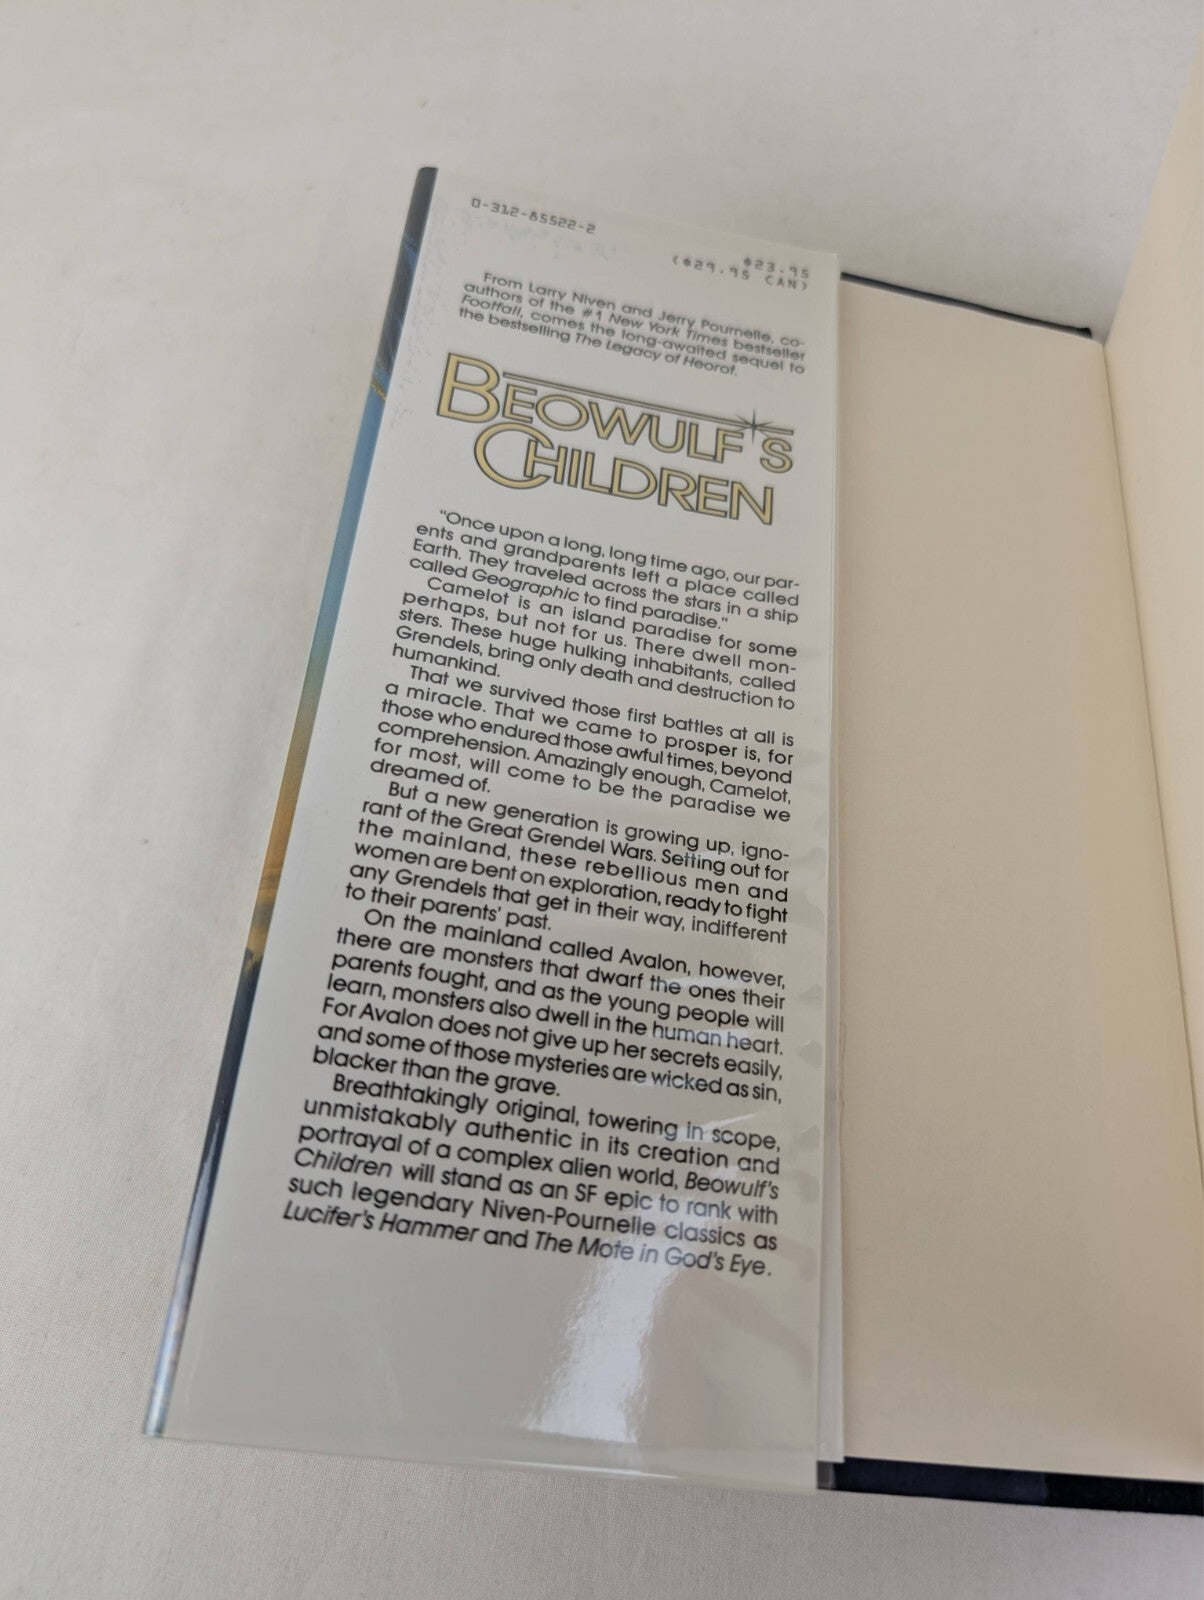 0-312-85522-2
$23.95
($29.95 CAN)
From Larry Niven and Jerry Pournelle, co-
authors of the #1 New York Times bestseller
Footfall, comes the long-awaited sequel to
the bestselling The Legacy of Heorot.
BEOWULF'S
CHILDREN
"Once upon a long, long time ago, our par-
ents and grandparents left a place called
Earth. They traveled across the stars in a ship
called Geographic to find paradise."
Camelot is an island paradise for some
perhaps, but not for us. There dwell mon-
sters. These huge hulking inhabitants, called
Grendels, bring only death and destruction to
humankind.
That we survived those first battles at all is
a miracle. That we came to prosper is, for
those who endured those awful times, beyond
comprehension. Amazingly enough, Camelot,
for most, will come to be the paradise we
dreamed of.
But a new generation is growing up, igno-
rant of the Great Grendel Wars. Setting out for
the mainland, these rebellious men and
women are bent on exploration, ready to fight
any Grendels that get in their way, indifferent
to their parents' past.
On the mainland called Avalon, however,
there are monsters that dwarf the ones their
parents fought, and as the young people will
learn, monsters also dwell in the human heart.
For Avalon does not give up her secrets easily,
and some of those mysteries are wicked as sin,
blacker than the grave.
Breathtakingly original, towering in scope,
unmistakably authentic in its creation and
portrayal of a complex alien world, Beowulf's
Children will stand as an SF epic to rank with
such legendary Niven-Pournelle classics as
Lucifer's Hammer and The Mote in God's Eye.